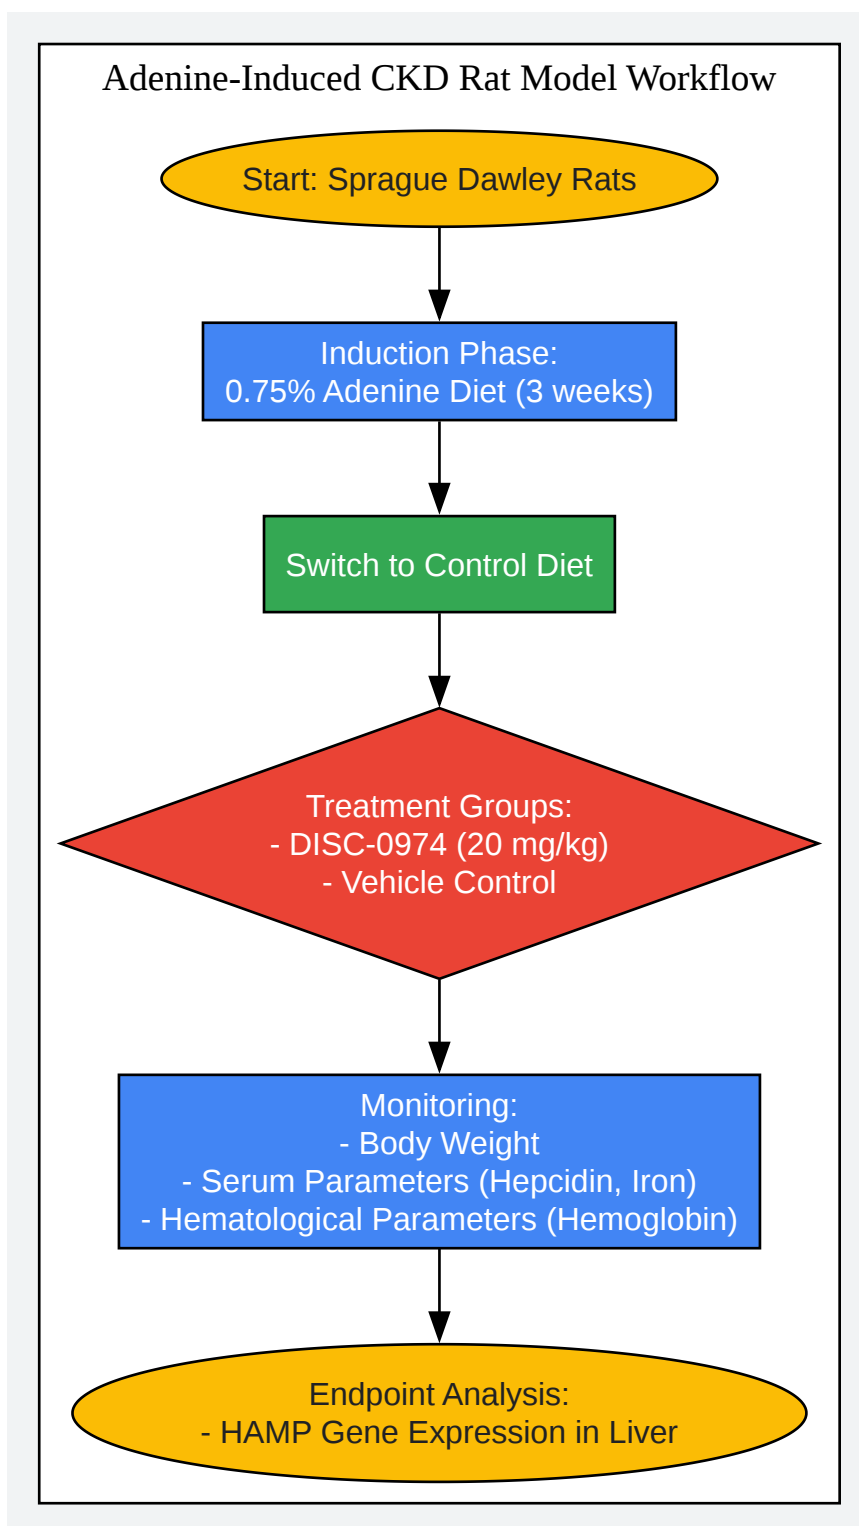 Adenine-Induced CKD Rat Model Workflow
Start: Sprague Dawley Rats
Induction Phase:
0.75% Adenine Diet (3 weeks)
Switch to Control Diet
Treatment Groups:
- DISC-0974 (20 mg/kg)
- Vehicle Control
Monitoring:
- Body Weight
- Serum Parameters (Hepcidin, Iron)
- Hematological Parameters (Hemoglobin)
Endpoint Analysis:
- HAMP Gene Expression in Liver